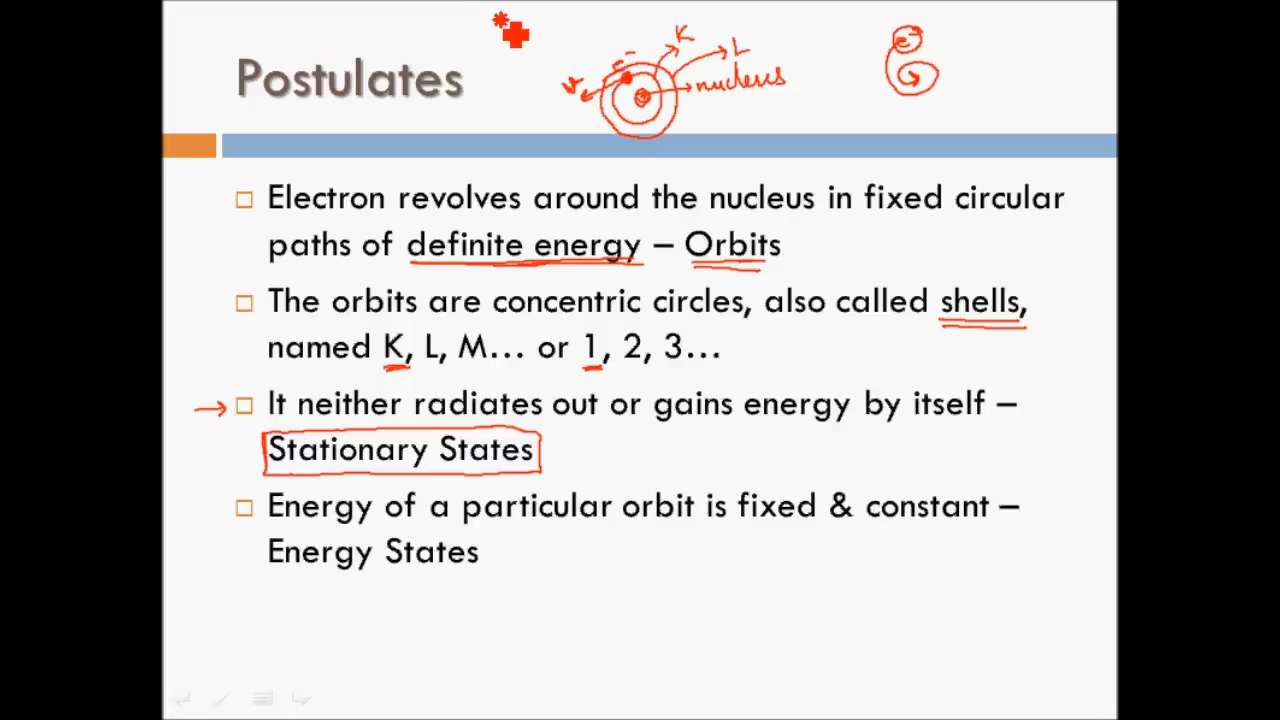 Postulates
K
L
e-
nucleus
e-
Electron revolves around the nucleus in fixed circular
paths of definite energy – Orbits
The orbits are concentric circles, also called shells,
named K, L, M... or 1, 2, 3...
It neither radiates out or gains energy by itself –
Stationary States
Energy of a particular orbit is fixed & constant –
Energy States